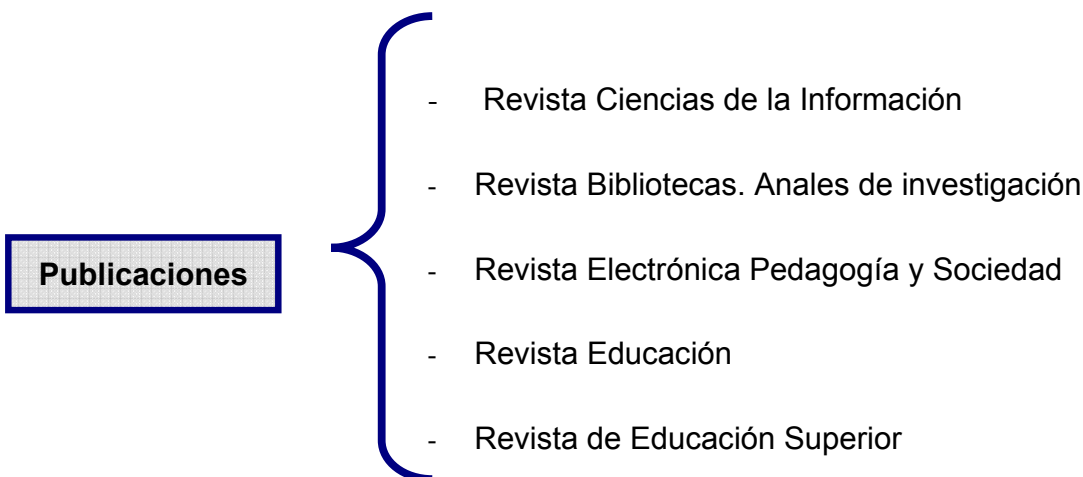 - Revista Ciencias de la Información
- Revista Bibliotecas. Anales de investigación
Publicaciones
- Revista Electrónica Pedagogía y Sociedad
- Revista Educación
- Revista de Educación Superior